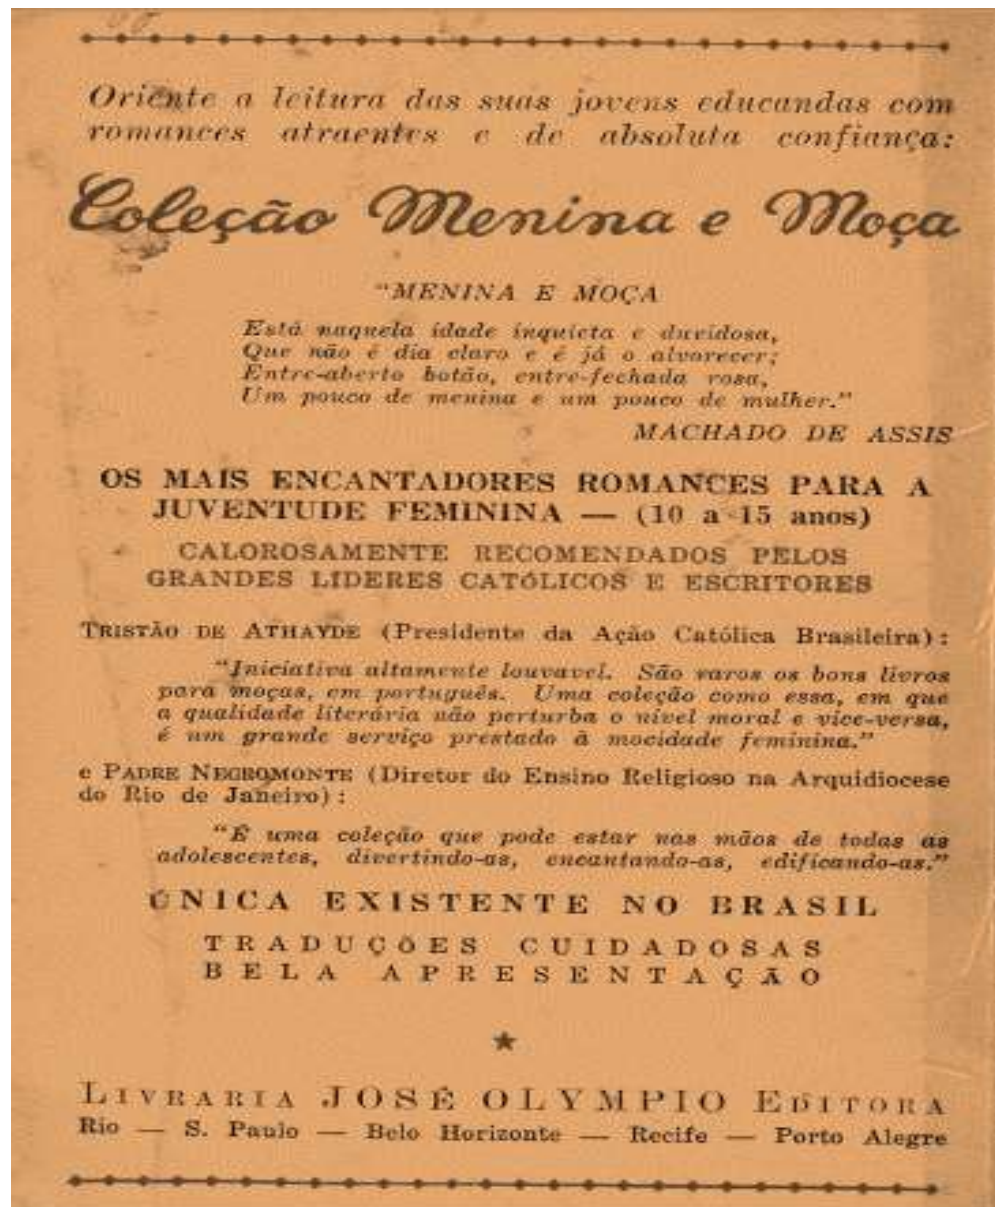 Oriente a leitura das suas jovens educandas com
romances atraentes e de absoluta confiança:
Coleção Menina e Moça
"MENINA E MOÇA
Está naquela idade inquieta e duvidosa,
Que não é dia claro e é já o alvorecer;
Entre-aberto botão, entre-fechada rosa,
Um pouco de menina e um pouco de mulher."
MACHADO DE ASSIS
OS MAIS ENCANTADORES ROMANCES PARA A
JUVENTUDE FEMININA — (10 a 15 anos)
CALOROSAMENTE RECOMENDADOS PELOS
GRANDES LÍDERES CATÓLICOS E ESCRITORES
TRISTÃO DE ATHAYDE (Presidente da Ação Católica Brasileira):
"Iniciativa altamente louvavel. São raros os bons livros
para moças, em português. Uma coleção como essa, em que
a qualidade literária não perturba o nível moral e vice-versa,
é um grande serviço prestado à mocidade feminina."
e PADRE NEGROMONTE (Diretor do Ensino Religioso na Arquidiocese
do Rio de Janeiro):
"É uma coleção que pode estar nas mãos de todas as
adolescentes, divertindo-as, encantando-as, edificando-as."
ÚNICA EXISTENTE NO BRASIL
TRADUÇÕES CUIDADOSAS
BELA APRESENTAÇÃO
LIVRARIA JOSÉ OLYMPIO EDITORA
Rio — S. Paulo — Belo Horizonte — Recife — Porto Alegre